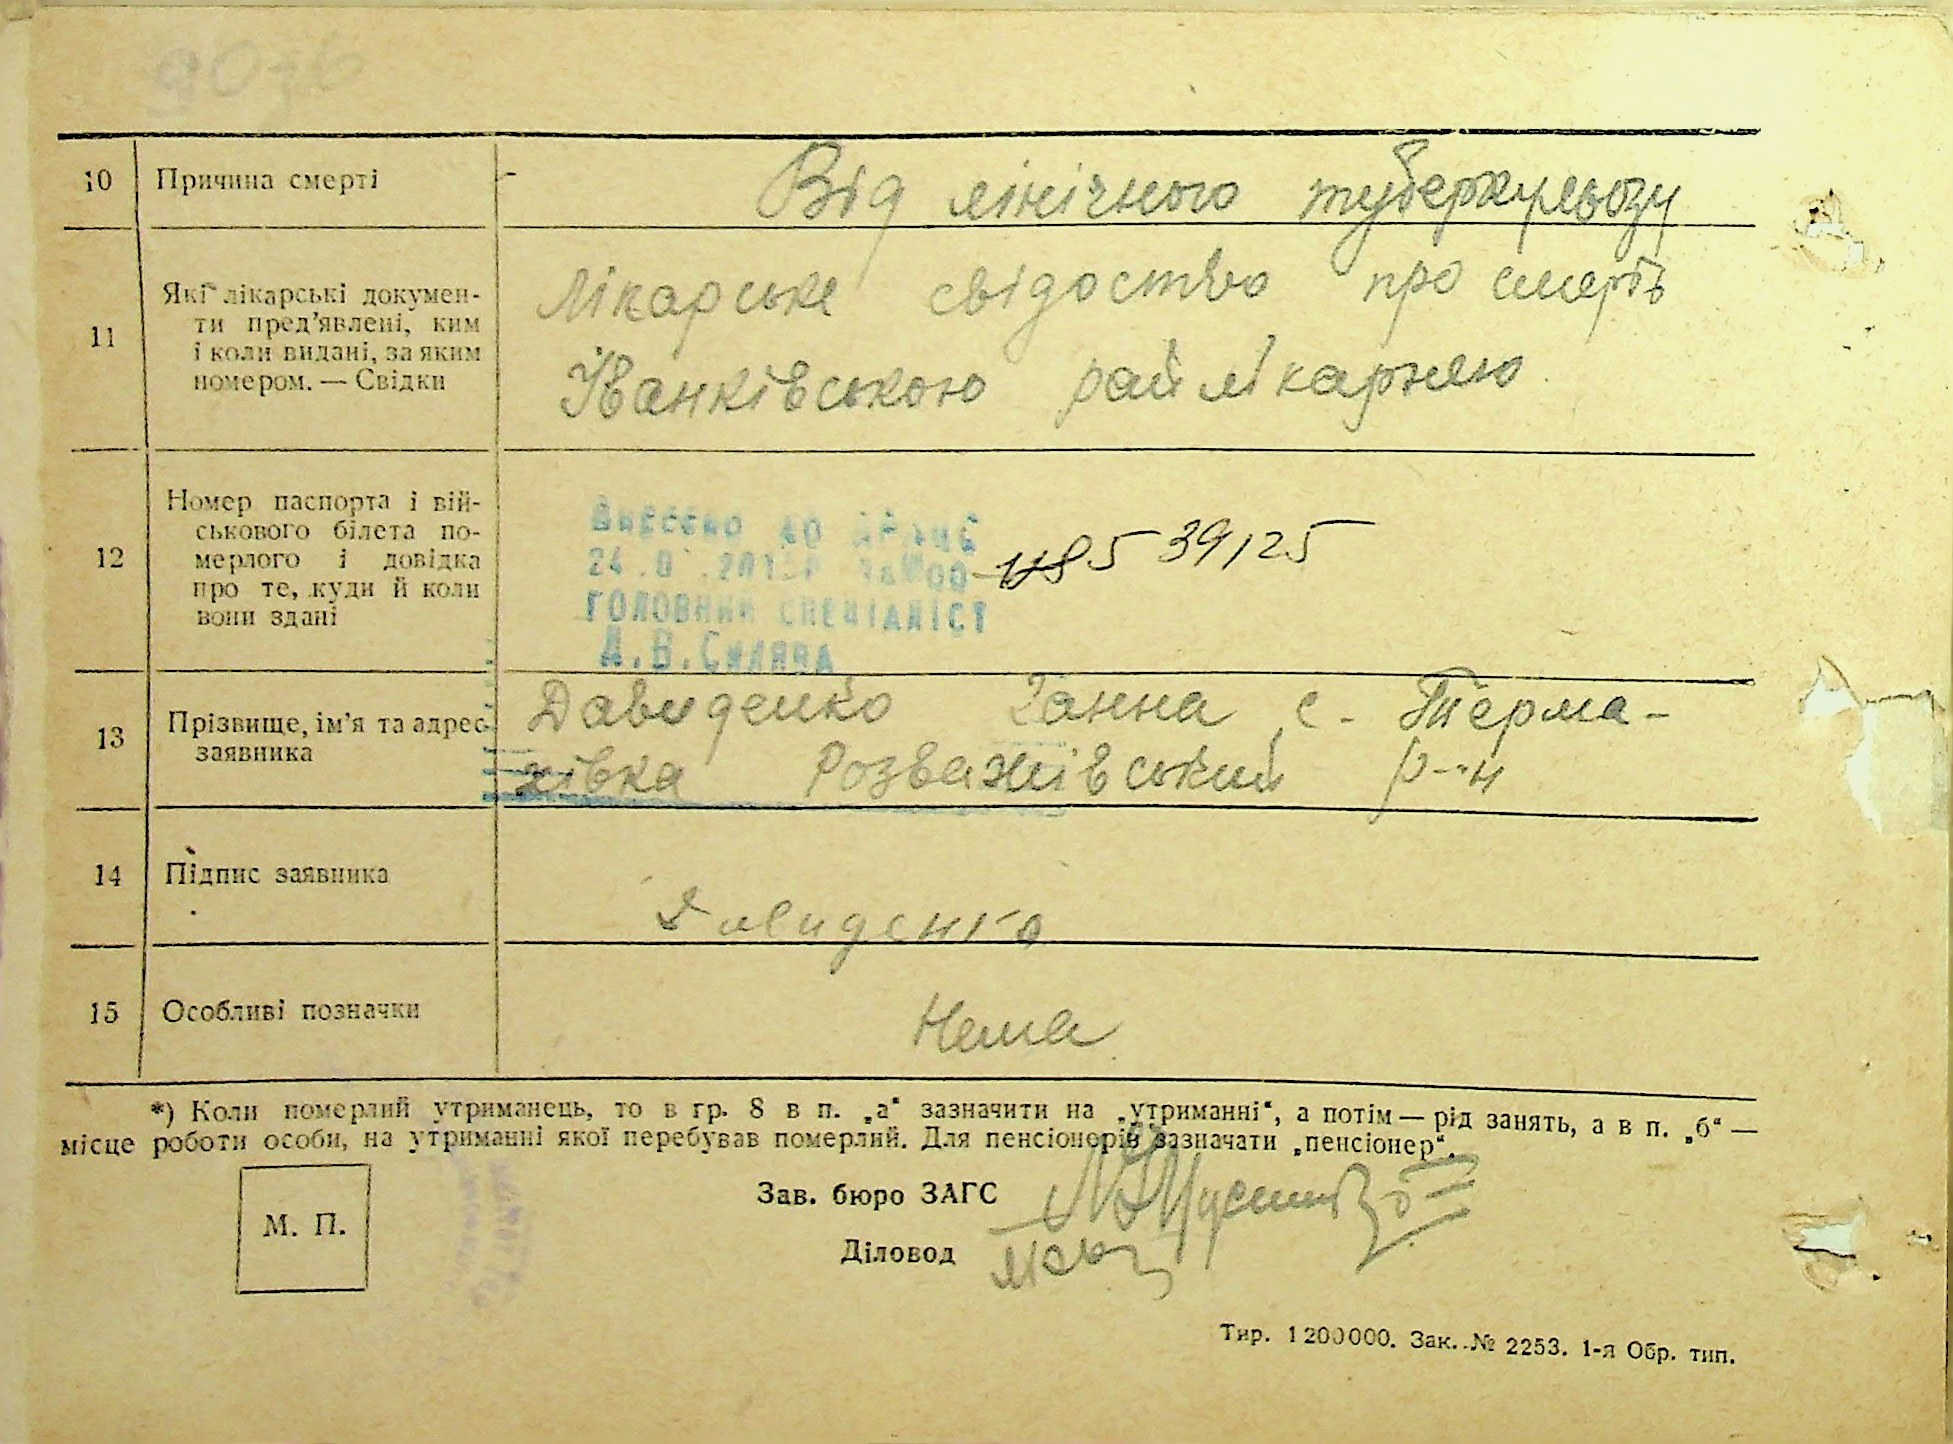 10 Причина смерті
Від лінічного туберкульозу
11 Які лікарські докумен-
ти пред'явлені, ким
і коли видані, за яким
номером. — Свідки
Лікарське свідоство про смерть
Іванківською райлікарнею
12 Номер паспорта і вій-
ськового білета по-
мерлого і довідка
про те, куди й коли
вони здані
Внесено до
ГОЛОВНИЙ СПЕЦІАЛІСТ
39125
13 Прізвище, ім'я та адрес
заявника
Давиденко Ганна с. Терма-
хівка Розважівський р-н
14 Підпис заявника
Давиденко
15 Особливі позначки
Нема
*) Коли померлий утриманець, то в гр. 8 в п. „а“ зазначити на „утриманні“, а потім — рід занять, а в п. „б“ —
місце роботи особи, на утриманні якої перебував померлий. Для пенсіонерів зазначати „пенсіонер“.
М. П.
Зав. бюро ЗАГС
Діловод
Тир. 1200000. Зак. № 2253. 1-я Обр. тип.